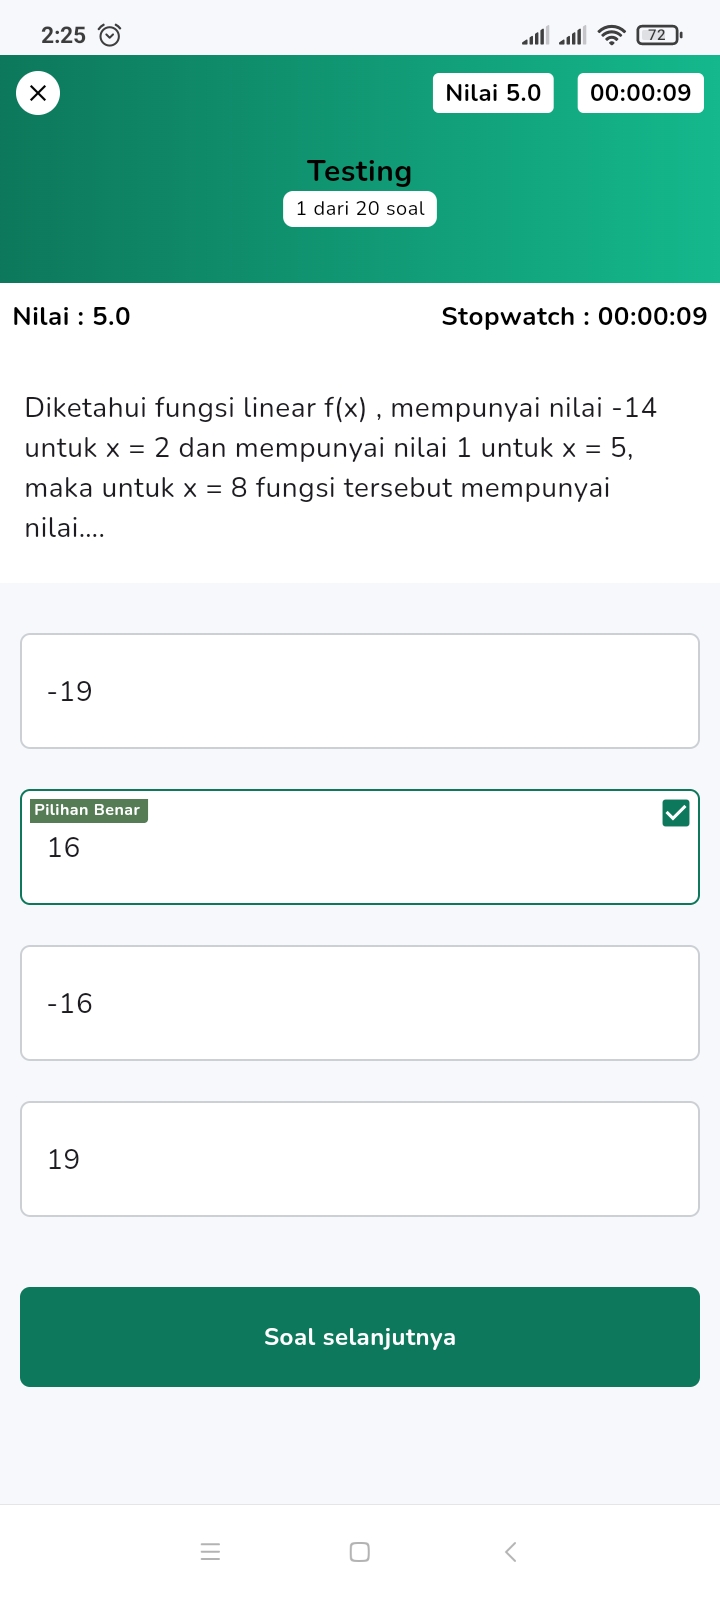 2:25
72
Nilai 5.0
00:00:09
Testing
1 dari 20 soal
Nilai : 5.0
Stopwatch : 00:00:09
Diketahui fungsi linear f(x) , mempunyai nilai -14
untuk x = 2 dan mempunyai nilai 1 untuk x = 5,
maka untuk x = 8 fungsi tersebut mempunyai
nilai....
-19
Pilihan Benar
16
-16
19
Soal selanjutnya